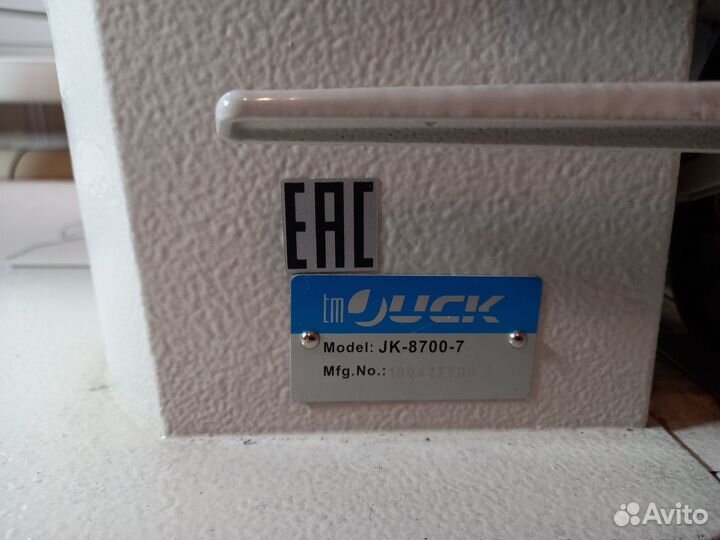 EAC
tm JUCK
Model: JK-8700-7
Mfg.No.:
Avito